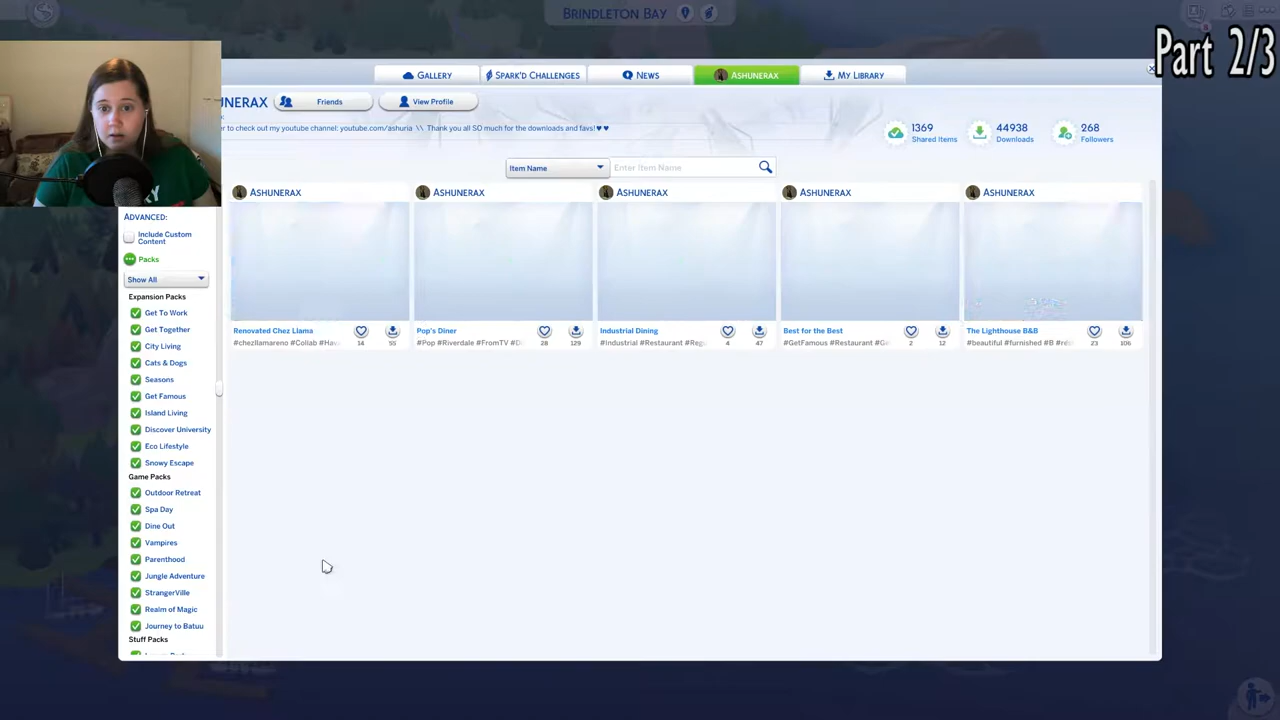 BRINDLETON BAY
Part 2/3
GALLERY
SPARK'D CHALLENGES
NEWS
ASHUNERAX
MY LIBRARY
NERAX
Friends
View Profile
r to check out my youtube channel: youtube.com/ashuria \\ Thank you all SO much for the downloads and favs!♥♥
1369
Shared Items
44938
Downloads
268
Followers
Item Name
Enter Item Name
ADVANCED:
Include Custom
Content
Packs
Show All
Expansion Packs
Get To Work
Get Together
City Living
Cats & Dogs
Seasons
Get Famous
Island Living
Discover University
Eco Lifestyle
Snowy Escape
Game Packs
Outdoor Retreat
Spa Day
Dine Out
Vampires
Parenthood
Jungle Adventure
StrangerVille
Realm of Magic
Journey to Batuu
Stuff Packs
ASHUNERAX
Renovated Chez Llama
#chezllamareno #Collab #Hav
14
55
ASHUNERAX
Pop's Diner
#Pop #Riverdale #FromTV #D
28
129
ASHUNERAX
Industrial Dining
#Industrial #Restaurant #Reg
4
47
ASHUNERAX
Best for the Best
#GetFamous #Restaurant #Ge
2
12
ASHUNERAX
The Lighthouse B&B
#beautiful #furnished #B #rés
23
106